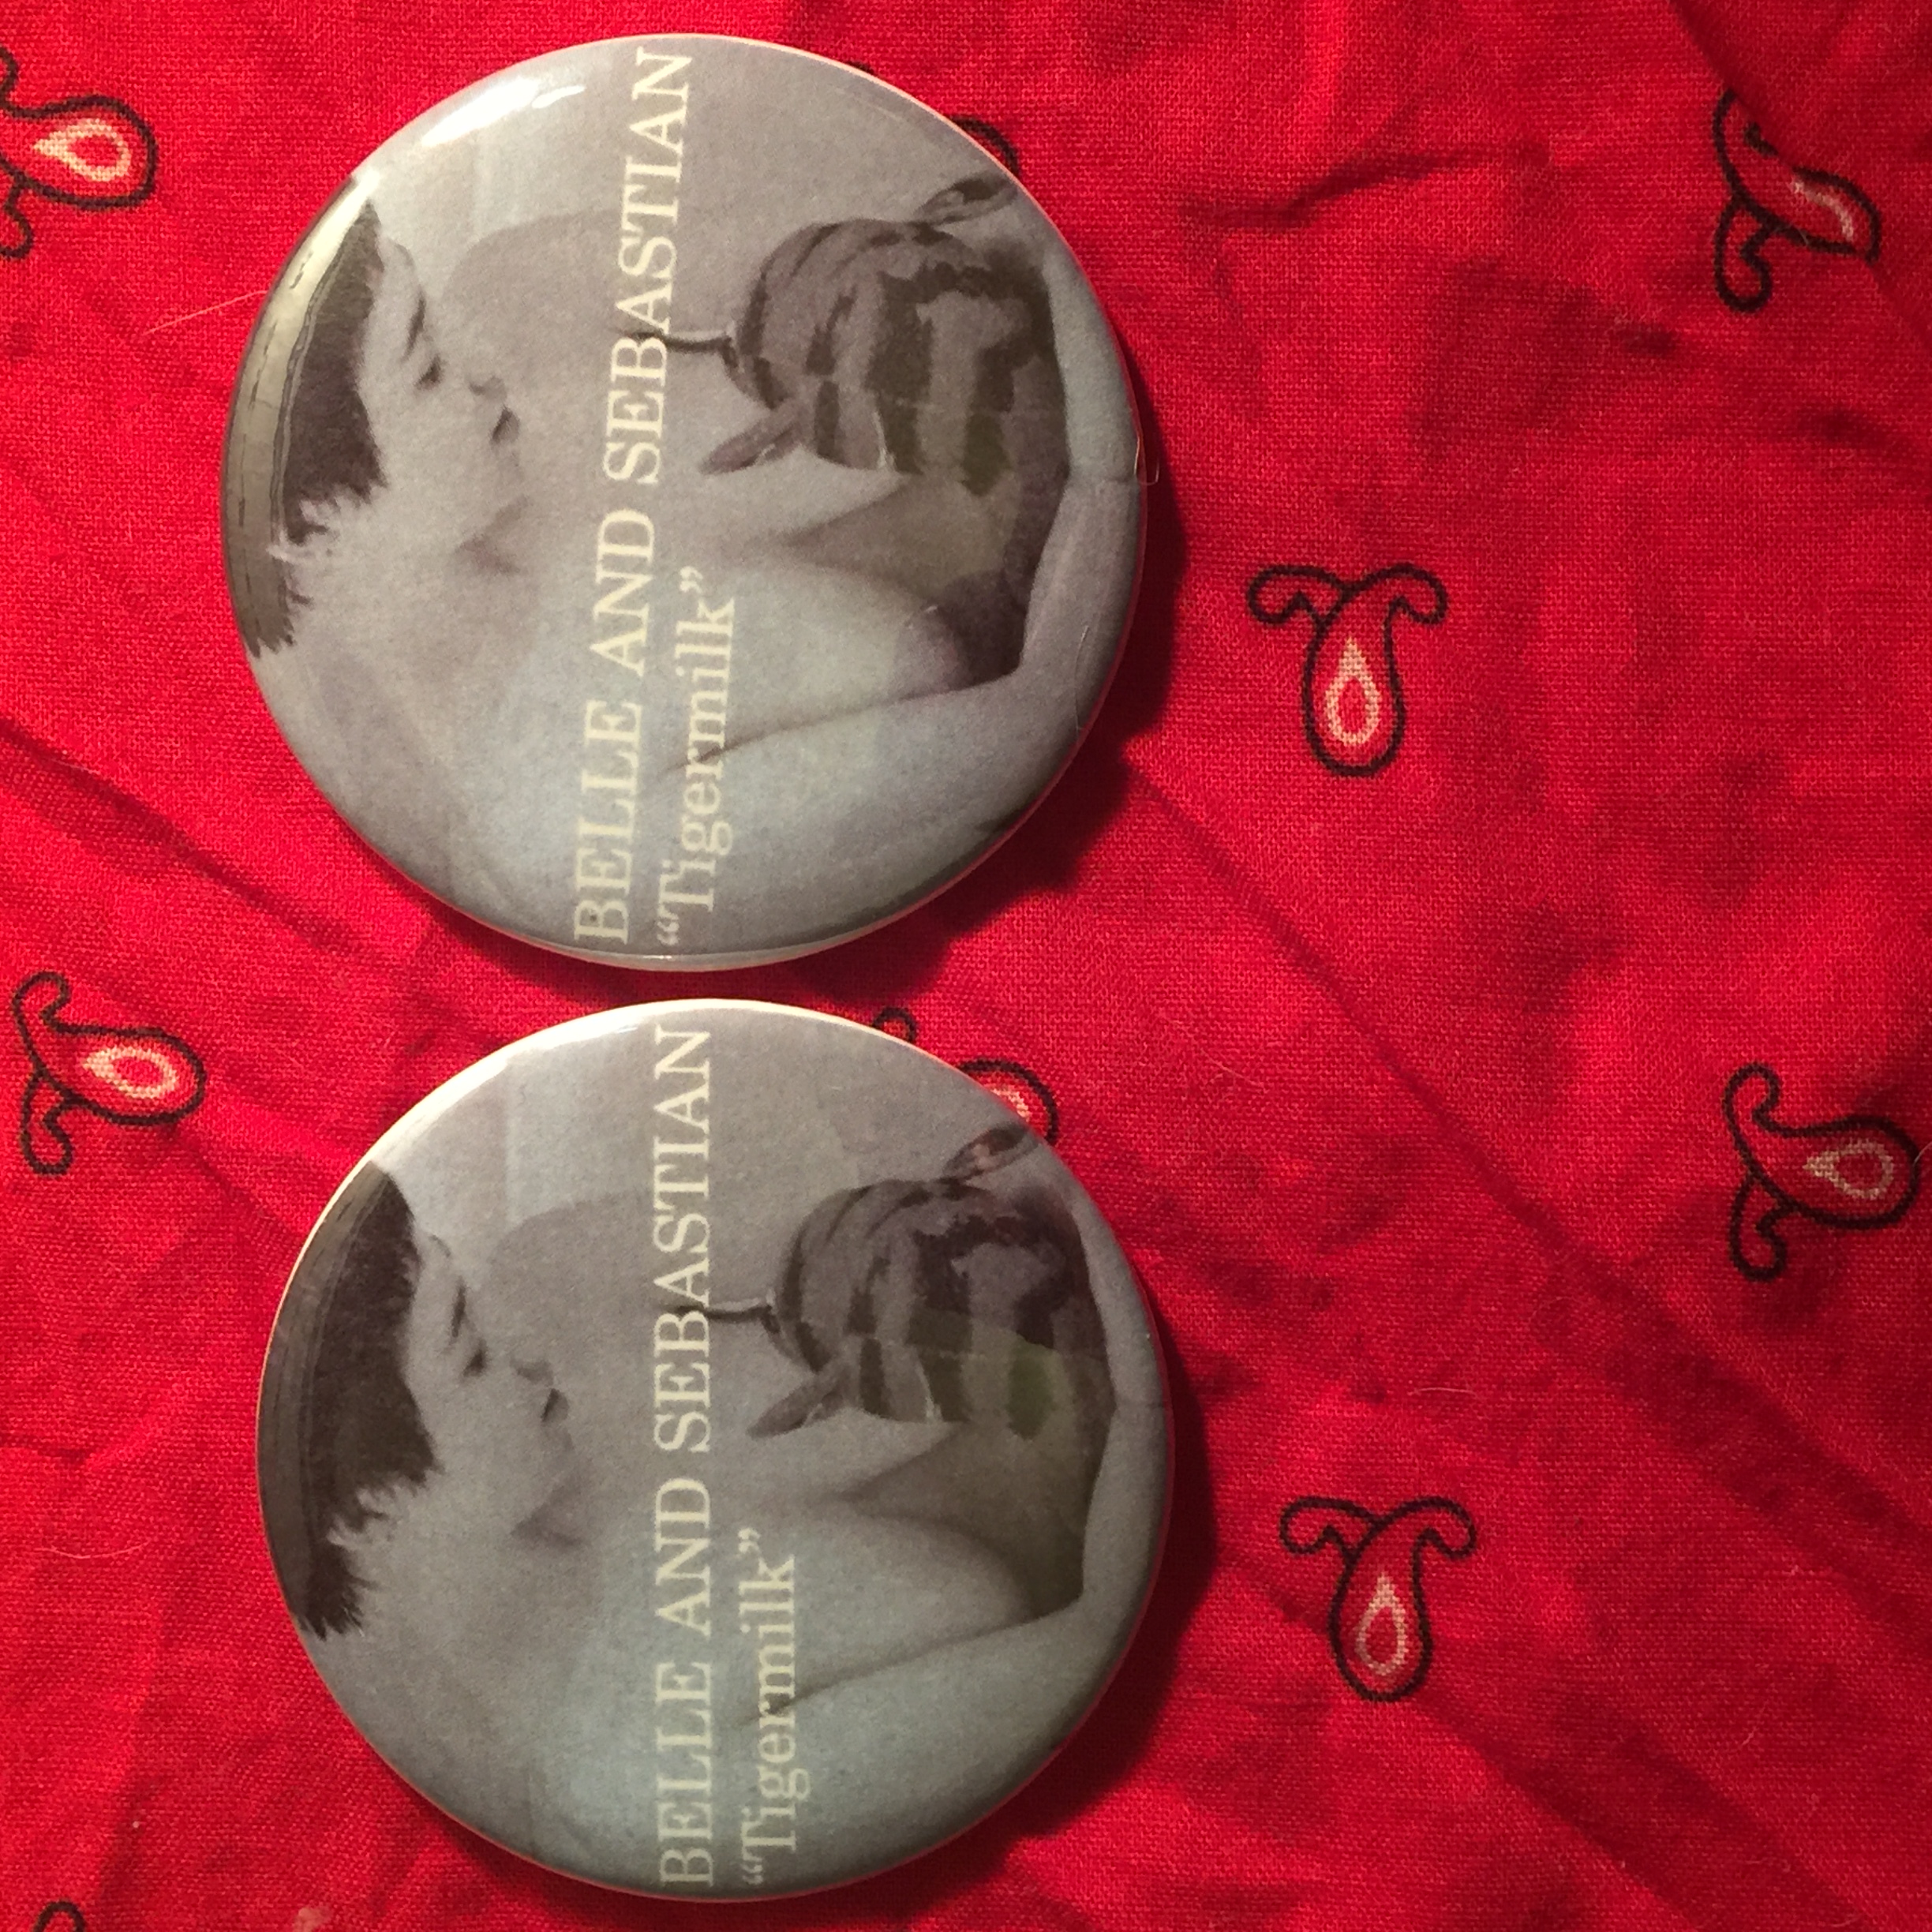 BELLE AND SEBASTIAN
“Tigermilk”
BELLE AND SEBASTIAN
“Tigermilk”